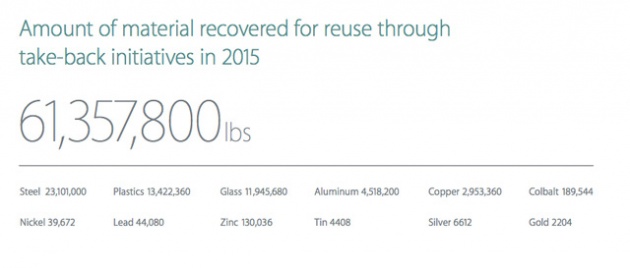 Amount of material recovered for reuse through
take-back initiatives in 2015
61,357,800 lbs
Steel 23,101,000 Plastics 13,422,360 Glass 11,945,680 Aluminum 4,518,200 Copper 2,953,360 Colbalt 189,544
Nickel 39,672 Lead 44,080 Zinc 130,036 Tin 4408 Silver 6612 Gold 2204